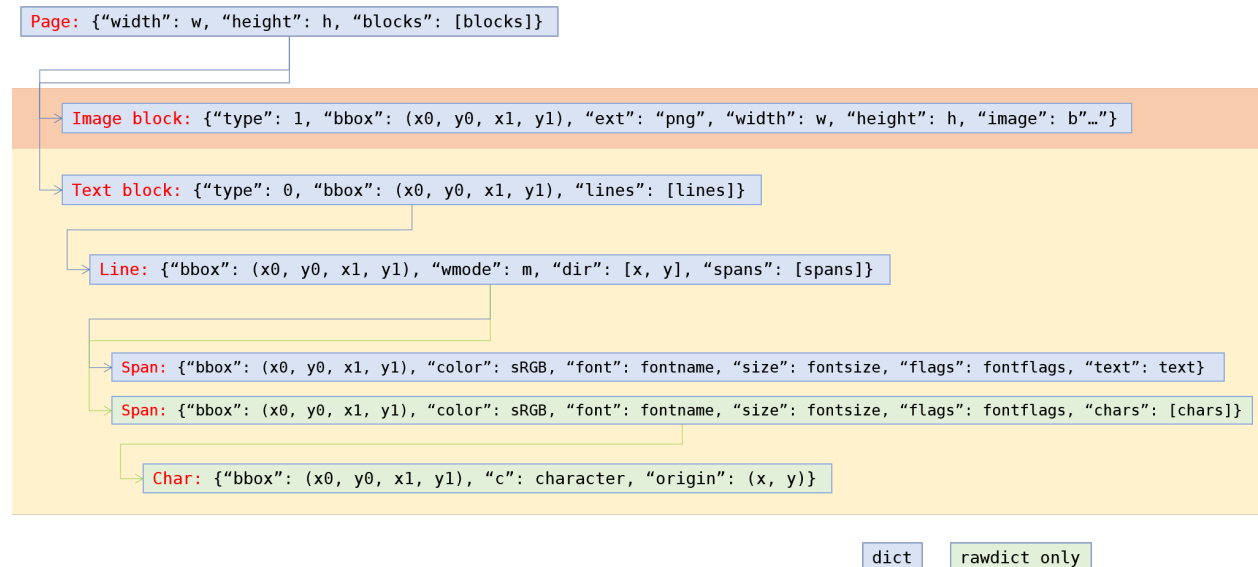 Page: {“width”: w, “height”: h, “blocks”: [blocks]}
Image block: {“type”: 1, “bbox”: (x0, y0, x1, y1), “ext”: “png”, “width”: w, “height”: h, “image”: b”…”}
Text block: {“type”: 0, “bbox”: (x0, y0, x1, y1), “lines”: [lines]}
Line: {“bbox”: (x0, y0, x1, y1), “wmode”: m, “dir”: [x, y], “spans”: [spans]}
Span: {“bbox”: (x0, y0, x1, y1), “color”: sRGB, “font”: fontname, “size”: fontsize, “flags”: fontflags, “text”: text}
Span: {“bbox”: (x0, y0, x1, y1), “color”: sRGB, “font”: fontname, “size”: fontsize, “flags”: fontflags, “chars”: [chars]}
Char: {“bbox”: (x0, y0, x1, y1), “c”: character, “origin”: (x, y)}
dict
rawdict only